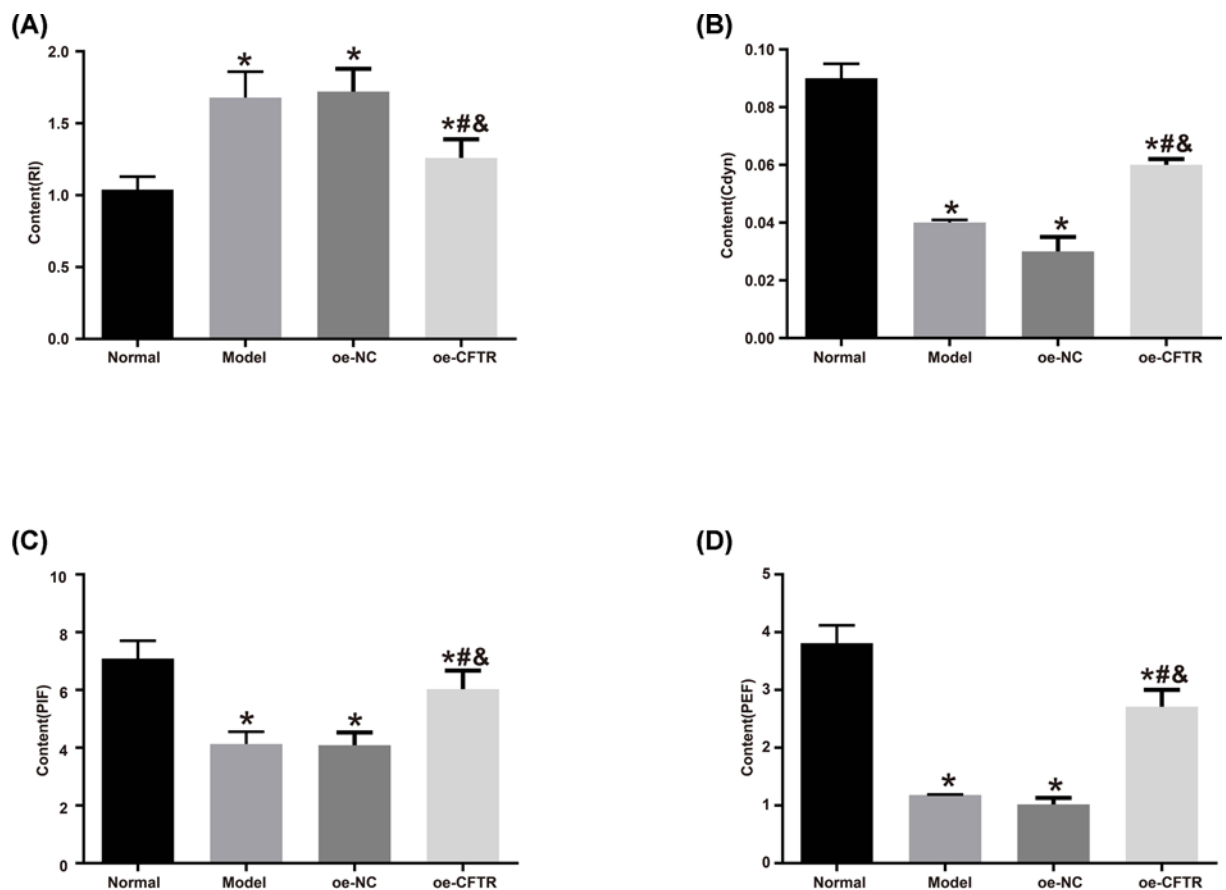 (A)
2.0
1.5
1.0
0.5
0.0
Content(RI)
*
*
*#&
Normal Model oe-NC oe-CFTR
(B)
0.10
0.08
0.06
0.04
0.02
0.00
Content(Cdyn)
*
*
*#&
Normal Model oe-NC oe-CFTR
(C)
10
8
6
4
2
0
Content(PIF)
*
*
*#&
Normal Model oe-NC oe-CFTR
(D)
5
4
3
2
1
0
Content(PEF)
*
*
*#&
Normal Model oe-NC oe-CFTR